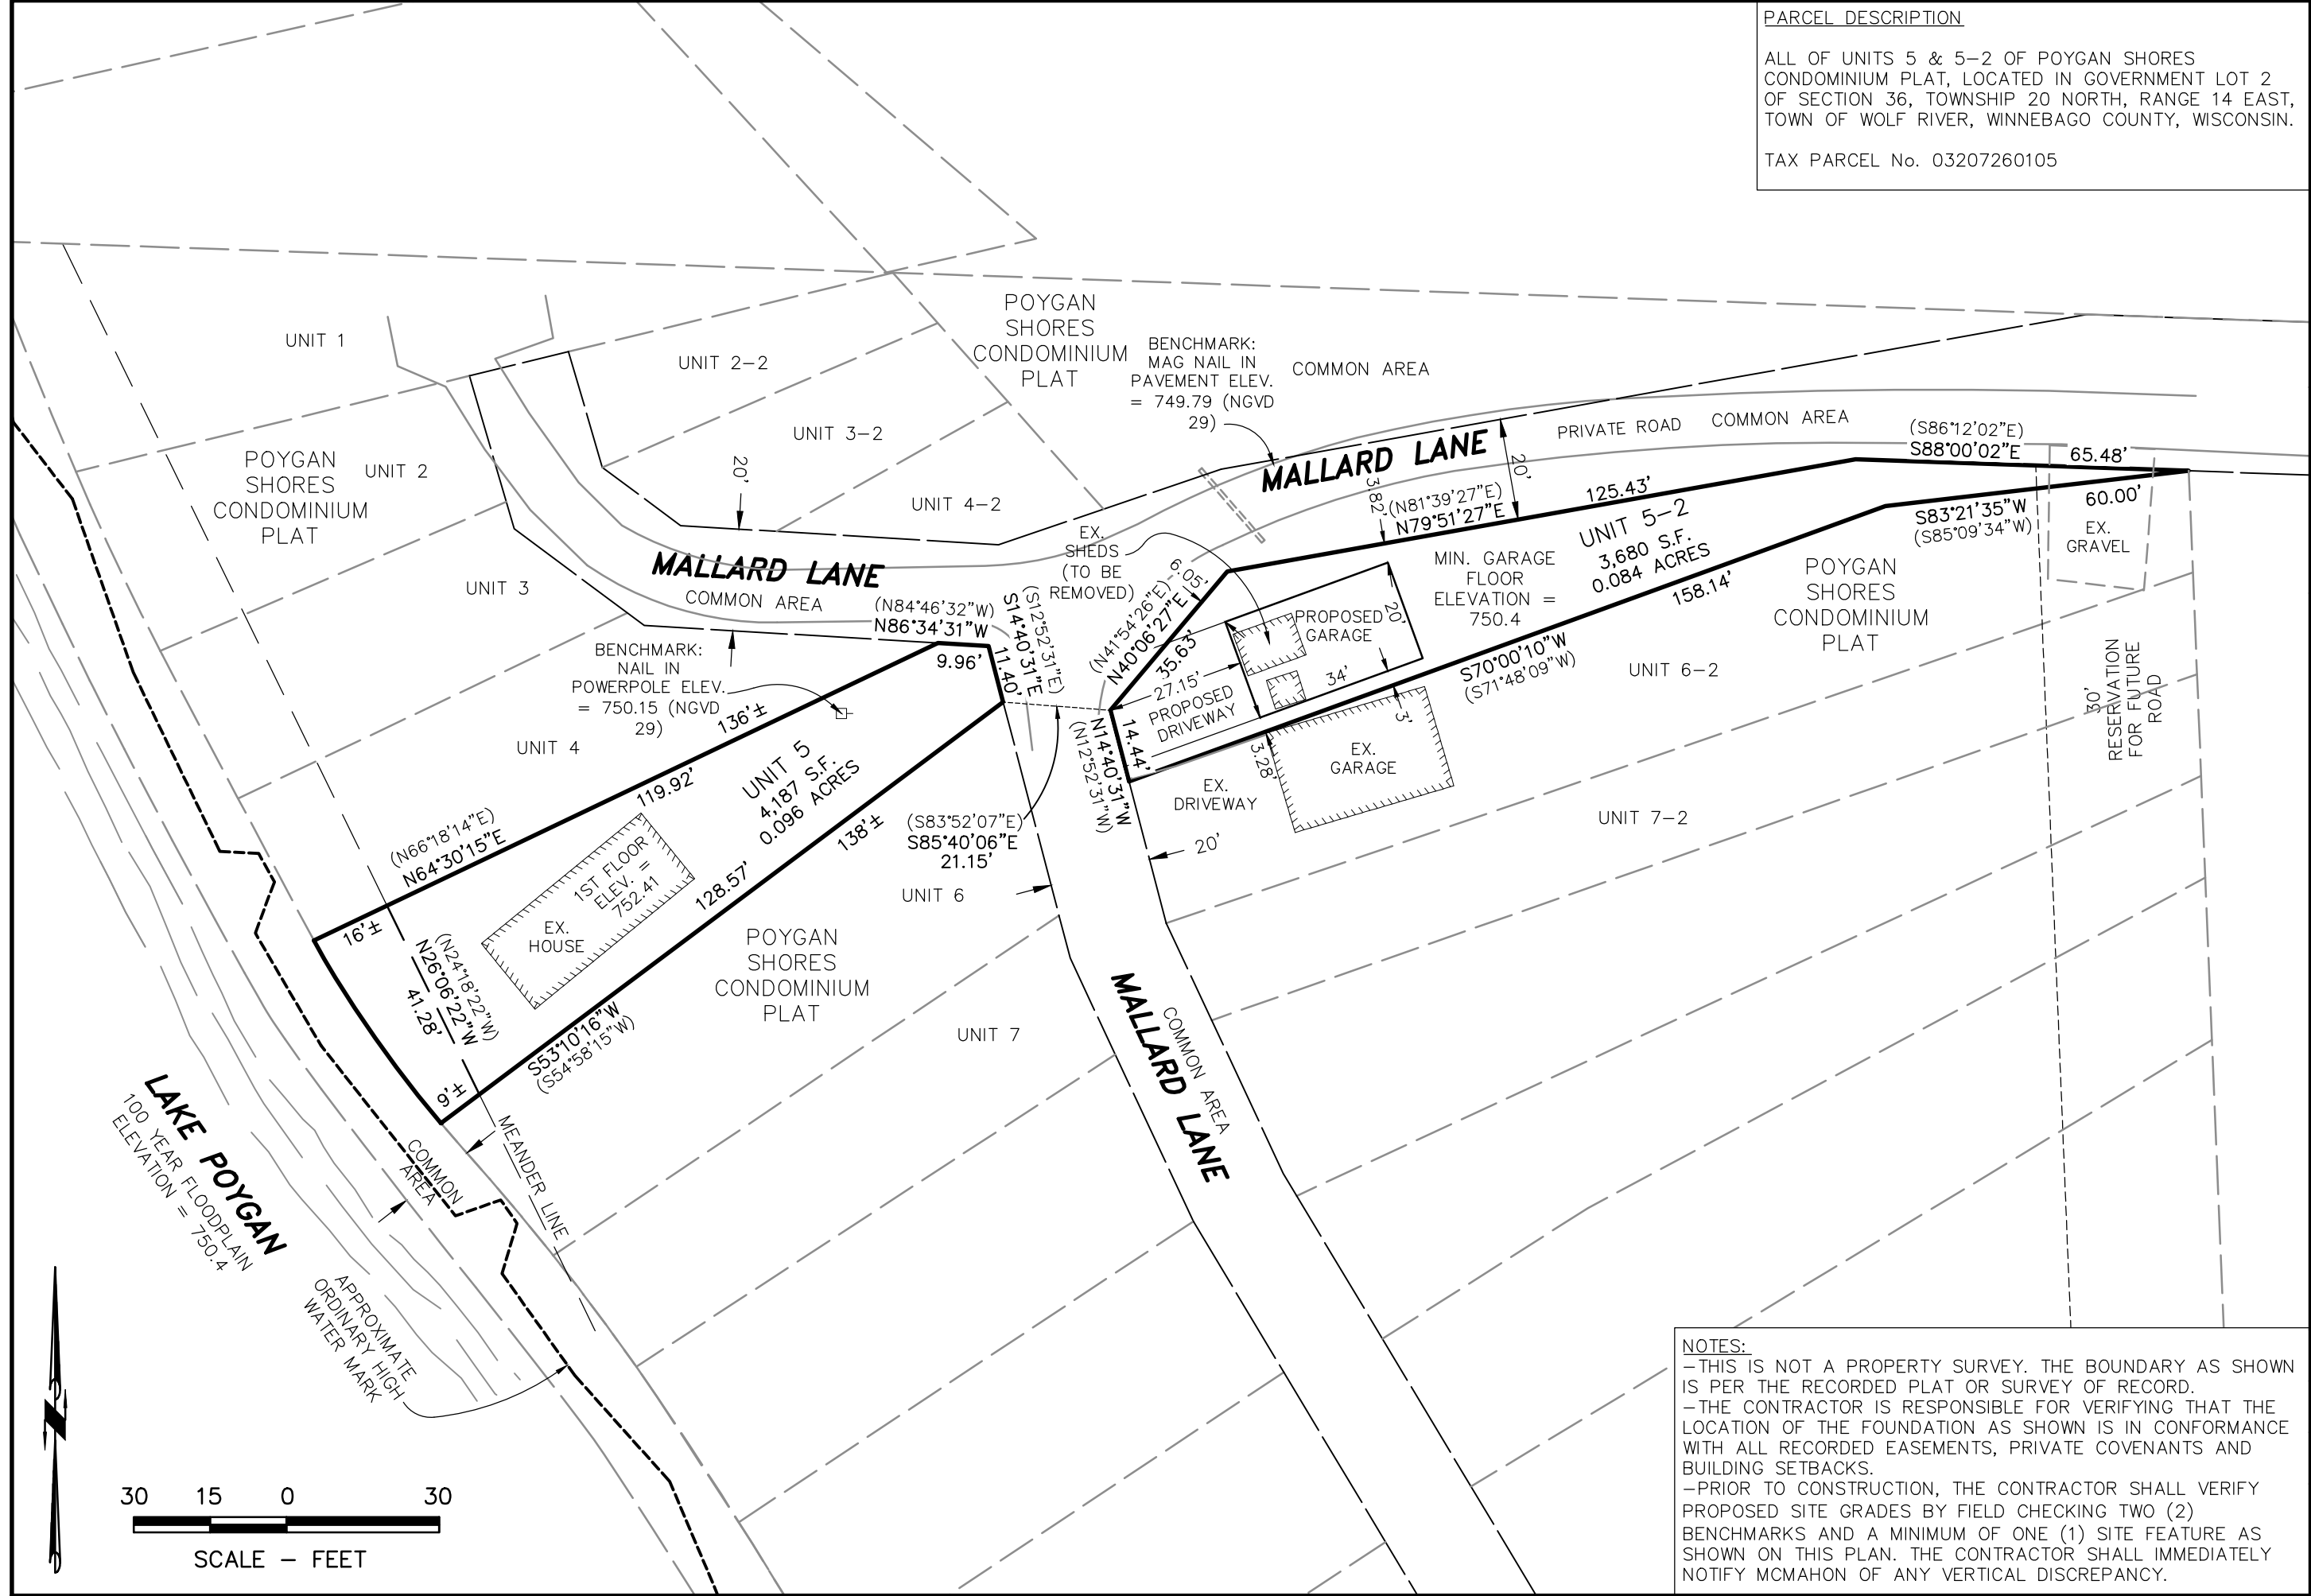 PARCEL DESCRIPTION
ALL OF UNITS 5 & 5-2 OF POYGAN SHORES
CONDOMINIUM PLAT, LOCATED IN GOVERNMENT LOT 2
OF SECTION 36, TOWNSHIP 20 NORTH, RANGE 14 EAST,
TOWN OF WOLF RIVER, WINNEBAGO COUNTY, WISCONSIN.
TAX PARCEL No. 03207260105
UNIT 1
UNIT 2-2
POYGAN
SHORES
CONDOMINIUM
PLAT
BENCHMARK:
MAG NAIL IN
PAVEMENT ELEV.
= 749.79 (NGVD
29)
COMMON AREA
UNIT 3-2
PRIVATE ROAD
COMMON AREA
(S86°12'02"E)
S88°00'02"E
65.48'
POYGAN
SHORES
CONDOMINIUM
PLAT
UNIT 2
20'
UNIT 4-2
MALLARD LANE
20'
3.82'
(N81°39'27"E)
N79°51'27"E
125.43'
60.00'
S83°21'35"W
(S85°09'34"W)
EX.
GRAVEL
UNIT 5-2
3,680 S.F.
0.084 ACRES
EX.
SHEDS
(TO BE
REMOVED)
MALLARD LANE
COMMON AREA
UNIT 3
(N84°46'32"W)
N86°34'31"W
9.96'
(S12°52'31"E)
S14°40'31"E
11.40'
6.05'
(N41°54'26"E)
N40°06'27"E
35.63'
MIN. GARAGE
FLOOR
ELEVATION =
750.4
PROPOSED
GARAGE
20'
34'
158.14'
S70°00'10"W
(S71°48'09"W)
POYGAN
SHORES
CONDOMINIUM
PLAT
UNIT 6-2
30'
RESERVATION
FOR FUTURE
ROAD
BENCHMARK:
NAIL IN
POWERPOLE ELEV.
= 750.15 (NGVD
29)
136'±
UNIT 4
119.92'
UNIT 5
4,187 S.F.
0.096 ACRES
27.15'
PROPOSED
DRIVEWAY
14.44'
N14°40'31"W
(N12°52'31"W)
3'
3.28'
EX.
GARAGE
EX.
DRIVEWAY
UNIT 7-2
(N66°18'14"E)
N64°30'15"E
1ST FLOOR
ELEV. =
752.41
EX.
HOUSE
138'±
128.57'
(S83°52'07"E)
S85°40'06"E
21.15'
20'
UNIT 6
16'±
(N24°18'22"W)
N26°06'22"W
41.28'
POYGAN
SHORES
CONDOMINIUM
PLAT
S53°10'16"W
(S54°58'15"W)
UNIT 7
9'±
MEANDER LINE
COMMON AREA
MALLARD LANE
LAKE POYGAN
100 YEAR FLOODPLAIN
ELEVATION = 750.4
COMMON
AREA
APPROXIMATE
ORDINARY HIGH
WATER MARK
30 15 0 30
SCALE - FEET
NOTES:
-THIS IS NOT A PROPERTY SURVEY. THE BOUNDARY AS SHOWN
IS PER THE RECORDED PLAT OR SURVEY OF RECORD.
-THE CONTRACTOR IS RESPONSIBLE FOR VERIFYING THAT THE
LOCATION OF THE FOUNDATION AS SHOWN IS IN CONFORMANCE
WITH ALL RECORDED EASEMENTS, PRIVATE COVENANTS AND
BUILDING SETBACKS.
-PRIOR TO CONSTRUCTION, THE CONTRACTOR SHALL VERIFY
PROPOSED SITE GRADES BY FIELD CHECKING TWO (2)
BENCHMARKS AND A MINIMUM OF ONE (1) SITE FEATURE AS
SHOWN ON THIS PLAN. THE CONTRACTOR SHALL IMMEDIATELY
NOTIFY MCMAHON OF ANY VERTICAL DISCREPANCY.